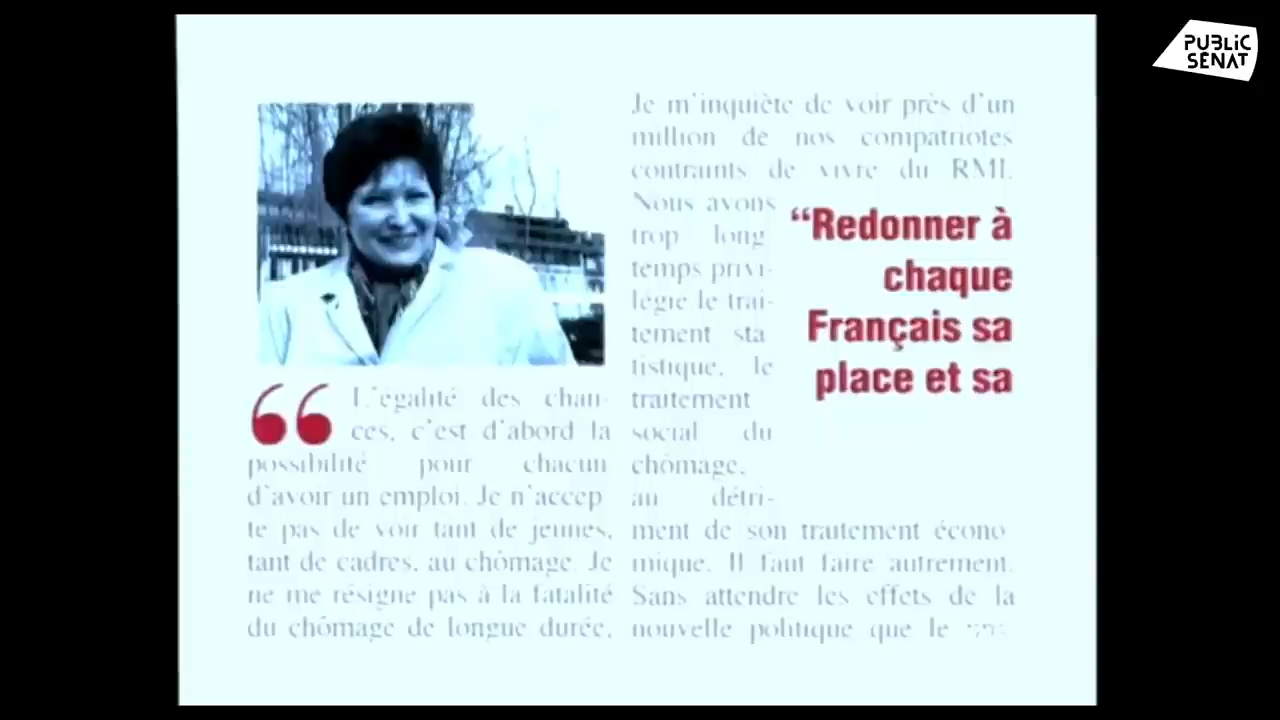 PUBLIC
SÉNAT
L'égalité des chan-
ces, c'est d'abord la
possibilité pour chacun
d'avoir un emploi. Je n'accep
te pas de voir tant de jeunes,
tant de cadres, au chômage. Je
ne me résigne pas à la fatalité
du chômage de longue durée,
Je m'inquiète de voir près d'un
million de nos compatriotes
contraints de vivre du RMI.
Nous avons
trop long
temps privi-
légié le trai-
tement sta
tistique, le
traitement
social du
chômage,
au détri-
ment de son traitement écono
mique. Il faut faire autrement.
Sans attendre les effets de la
nouvelle politique que le
“Redonner à
chaque
Français sa
place et sa